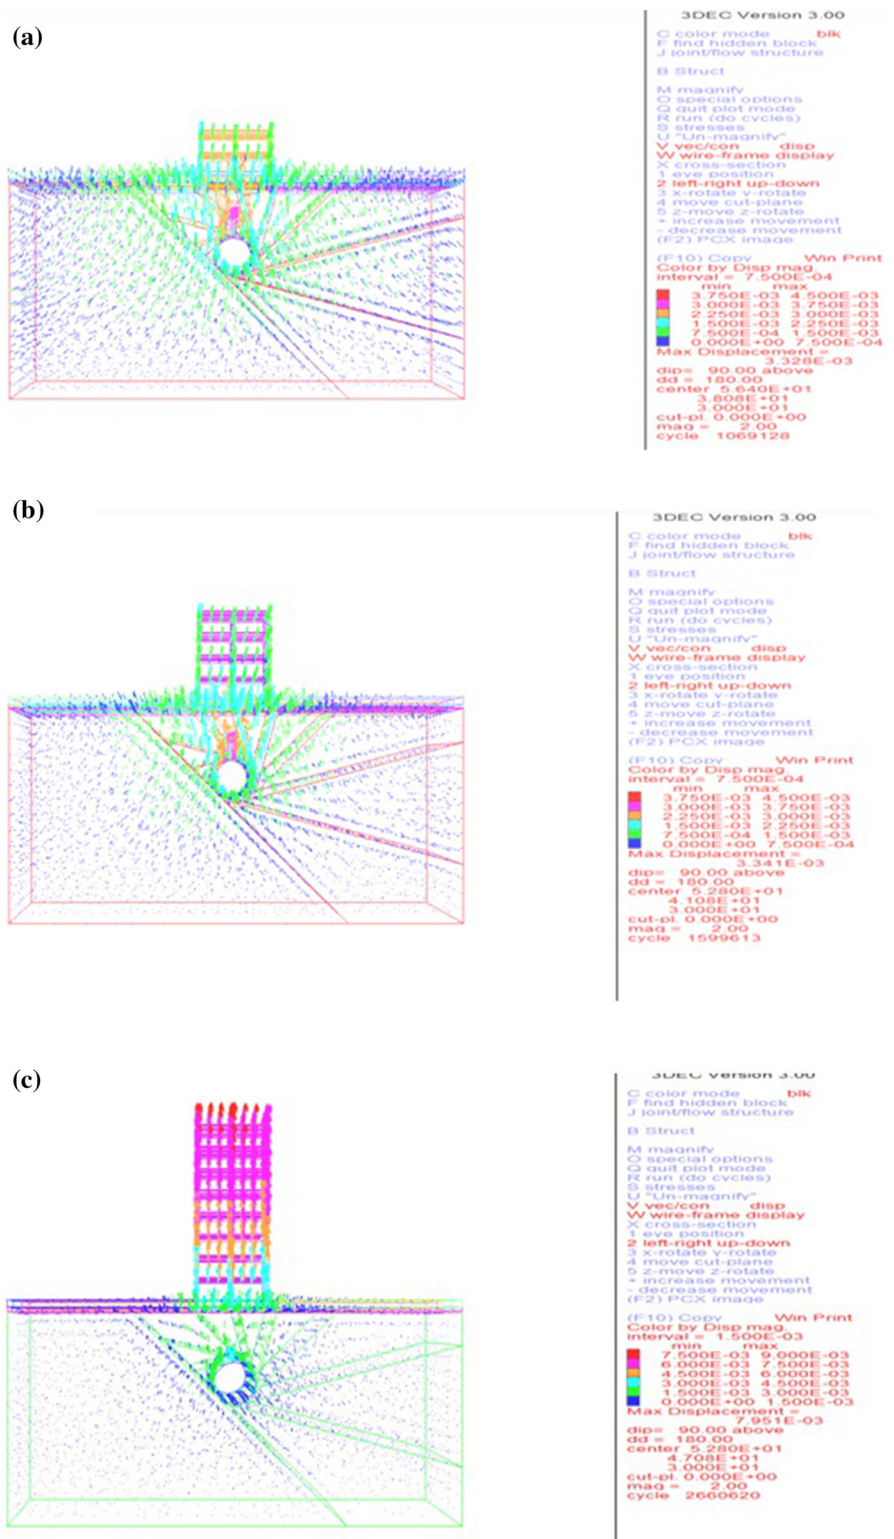 (a)
3DEC Version 3.00
C color mode blk
F find hidden block
J joint/flow structure
B Struct
M magnify
O special options
Q quit plot mode
R run (do cycles)
S stresses
U "Un-magnify"
V vec/con disp
W wire-frame display
X cross-section
1 eye position
2 left-right up-down
3 x-rotate y-rotate
4 move cut-plane
5 z-move z-rotate
+ increase movement
- decrease movement
(F2) PCX image
(F10) Copy Win Print
Color by Disp mag.
interval = 7.500E-04
min max
3.750E-03 4.500E-03
3.000E-03 3.750E-03
2.250E-03 3.000E-03
1.500E-03 2.250E-03
7.500E-04 1.500E-03
0.000E+00 7.500E-04
Max Displacement =
3.328E-03
dip= 90.00 above
dd = 180.00
center 5.640E+01
3.808E+01
3.000E+01
cut-pl. 0.000E+00
mag = 2.00
cycle 1069128
(b)
3DEC Version 3.00
C color mode blk
F find hidden block
J joint/flow structure
B Struct
M magnify
O special options
Q quit plot mode
R run (do cycles)
S stresses
U "Un-magnify"
V vec/con disp
W wire-frame display
X cross-section
1 eye position
2 left-right up-down
3 x-rotate y-rotate
4 move cut-plane
5 z-move z-rotate
+ increase movement
- decrease movement
(F2) PCX image
(F10) Copy Win Print
Color by Disp mag.
interval = 7.500E-04
min max
3.750E-03 4.500E-03
3.000E-03 3.750E-03
2.250E-03 3.000E-03
1.500E-03 2.250E-03
7.500E-04 1.500E-03
0.000E+00 7.500E-04
Max Displacement =
3.341E-03
dip= 90.00 above
dd = 180.00
center 5.280E+01
4.108E+01
3.000E+01
cut-pl. 0.000E+00
mag = 2.00
cycle 1599613
(c)
3DEC Version 3.00
C color mode blk
F find hidden block
J joint/flow structure
B Struct
M magnify
O special options
Q quit plot mode
R run (do cycles)
S stresses
U "Un-magnify"
V vec/con disp
W wire-frame display
X cross-section
1 eye position
2 left-right up-down
3 x-rotate y-rotate
4 move cut-plane
5 z-move z-rotate
+ increase movement
- decrease movement
(F2) PCX image
(F10) Copy Win Print
Color by Disp mag.
interval = 1.500E-03
min max
7.500E-03 9.000E-03
6.000E-03 7.500E-03
4.500E-03 6.000E-03
3.000E-03 4.500E-03
1.500E-03 3.000E-03
0.000E+00 1.500E-03
Max Displacement =
7.951E-03
dip= 90.00 above
dd = 180.00
center 5.280E+01
4.708E+01
3.000E+01
cut-pl. 0.000E+00
mag = 2.00
cycle 2660620